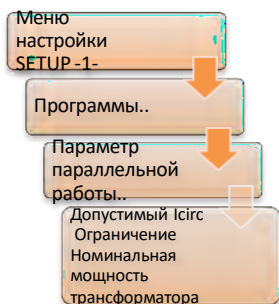 Меню
настройки
SETUP -1-
Программы..
Параметр
параллельной
работы..
Допустимый Icirc
Ограничение
Номинальная
мощность
трансформатора